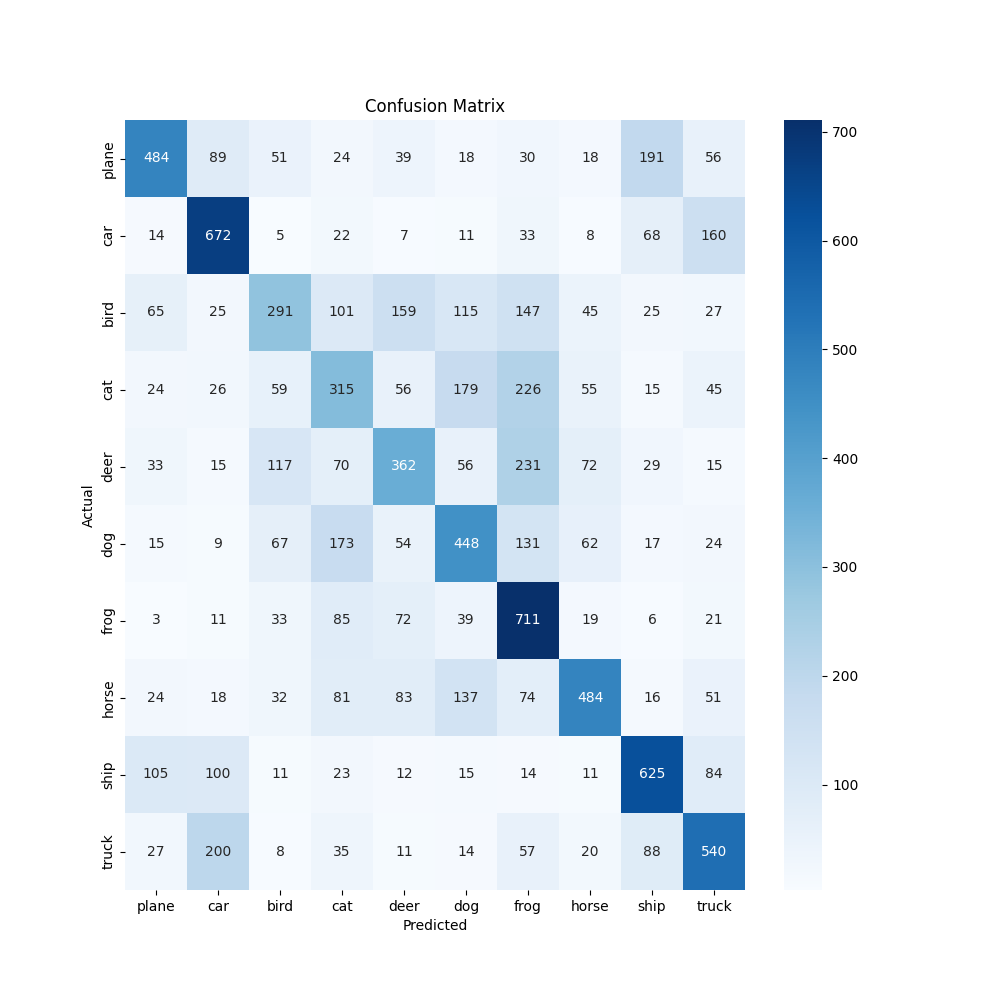 Confusion Matrix
plane 484 89 51 24 39 18 30 18 191 56
car 14 672 5 22 7 11 33 8 68 160
bird 65 25 291 101 159 115 147 45 25 27
cat 24 26 59 315 56 179 226 55 15 45
deer 33 15 117 70 362 56 231 72 29 15
dog 15 9 67 173 54 448 131 62 17 24
frog 3 11 33 85 72 39 711 19 6 21
horse 24 18 32 81 83 137 74 484 16 51
ship 105 100 11 23 12 15 14 11 625 84
truck 27 200 8 35 11 14 57 20 88 540
plane car bird cat deer dog frog horse ship truck
Predicted
Actual
700
600
500
400
300
200
100